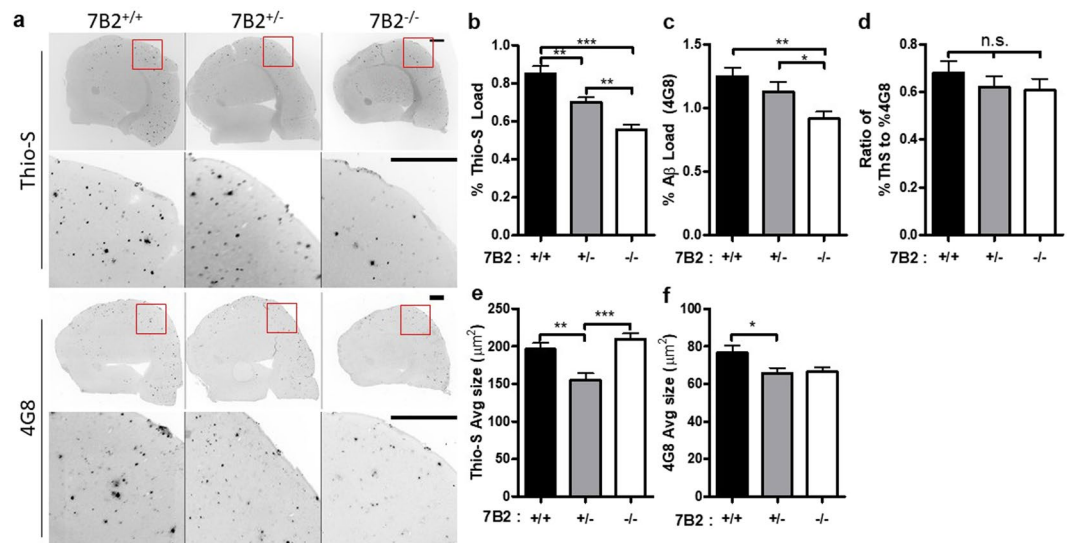 a
7B2+/+ 7B2+/- 7B2-/-
Thio-S
4G8
b
% Thio-S Load
1.0
0.8
0.6
0.4
0.2
0.0
** *** **
7B2 : +/+ +/- -/-
c
% Aβ Load (4G8)
1.5
1.0
0.5
0.0
** *
7B2 : +/+ +/- -/-
d
Ratio of
%ThS to %4G8
0.8
0.6
0.4
0.2
0.0
n.s.
7B2 : +/+ +/- -/-
e
Thio-S Avg size (μm2)
250
200
150
100
50
0
** ***
7B2 : +/+ +/- -/-
f
4G8 Avg size (μm2)
100
80
60
40
20
0
*
7B2 : +/+ +/- -/-